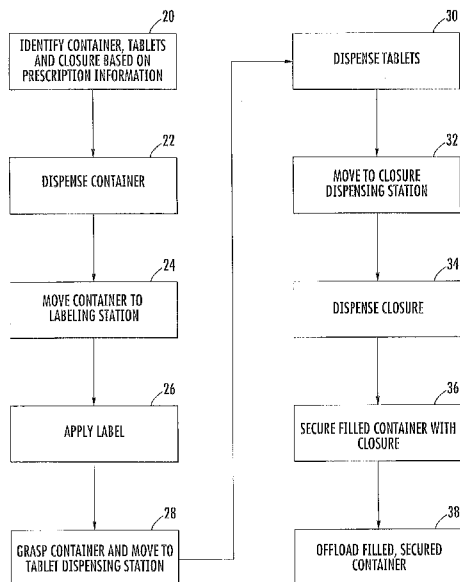 20
IDENTIFY CONTAINER, TABLETS
AND CLOSURE BASED ON
PRESCRIPTION INFORMATION
22
DISPENSE CONTAINER
24
MOVE CONTAINER TO
LABELING STATION
26
APPLY LABEL
28
GRASP CONTAINER AND MOVE TO
TABLET DISPENSING STATION
30
DISPENSE TABLETS
32
MOVE TO CLOSURE
DISPENSING STATION
34
DISPENSE CLOSURE
36
SECURE FILLED CONTAINER WITH
CLOSURE
38
OFFLOAD FILLED, SECURED
CONTAINER